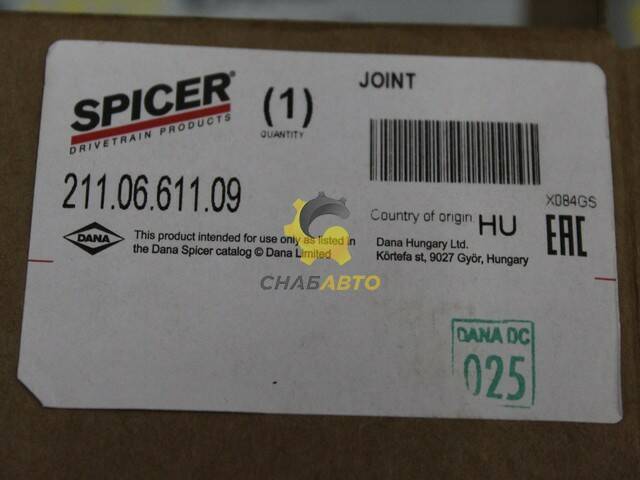 SPICER®
DRIVETRAIN PRODUCTS
(1)
QUANTITY
JOINT
211.06.611.09
X084GS
Country of origin HU
EAC
DANA
This product intended for use only as listed in
the Dana Spicer catalog © Dana Limited
Dana Hungary Ltd.
Körtefa st, 9027 Győr, Hungary
СНАБАВТО
DANA DC
025